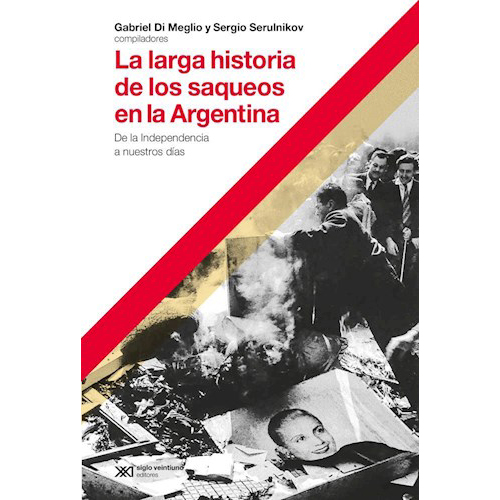 Gabriel Di Meglio y Sergio Serulnikov
compiladores
La larga historia
de los saqueos
en la Argentina
De la Independencia
a nuestros días
siglo veintiuno
editores